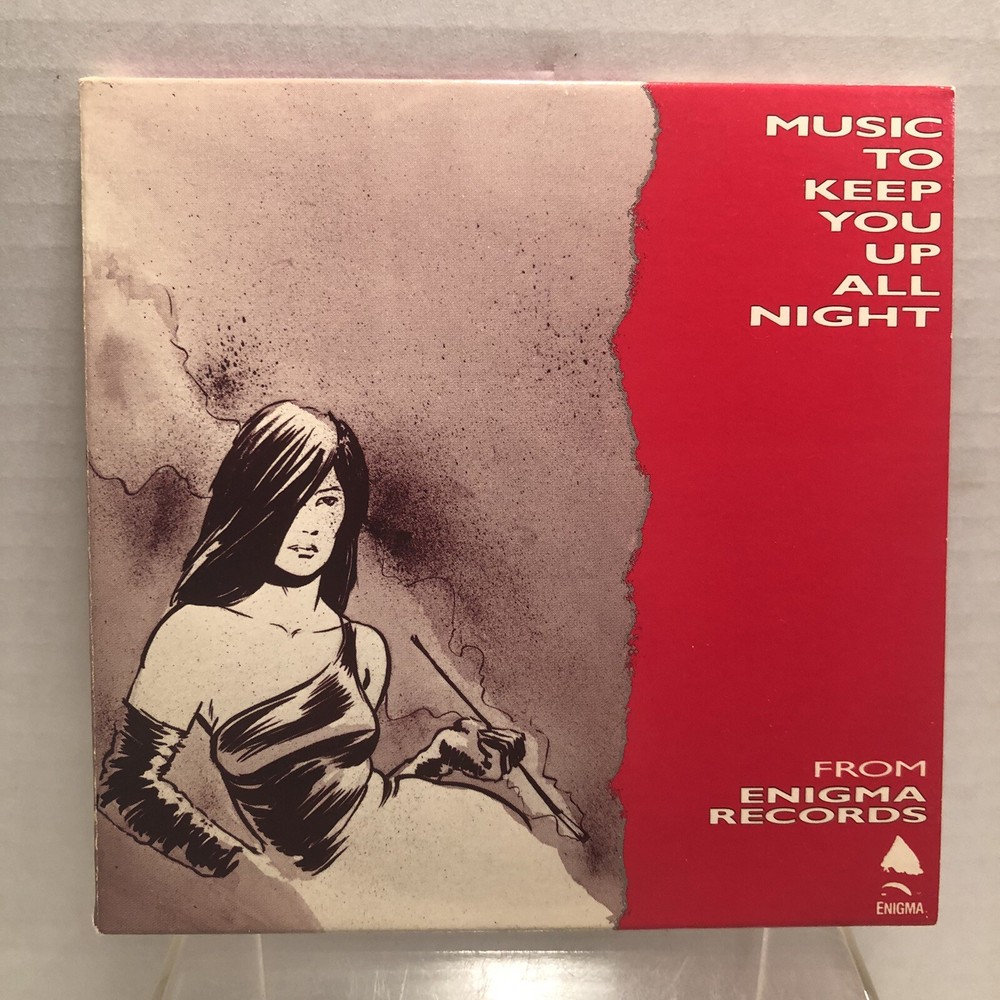 MUSIC
TO
KEEP
YOU
UP
ALL
NIGHT
FROM
ENIGMA
RECORDS
ENIGMA